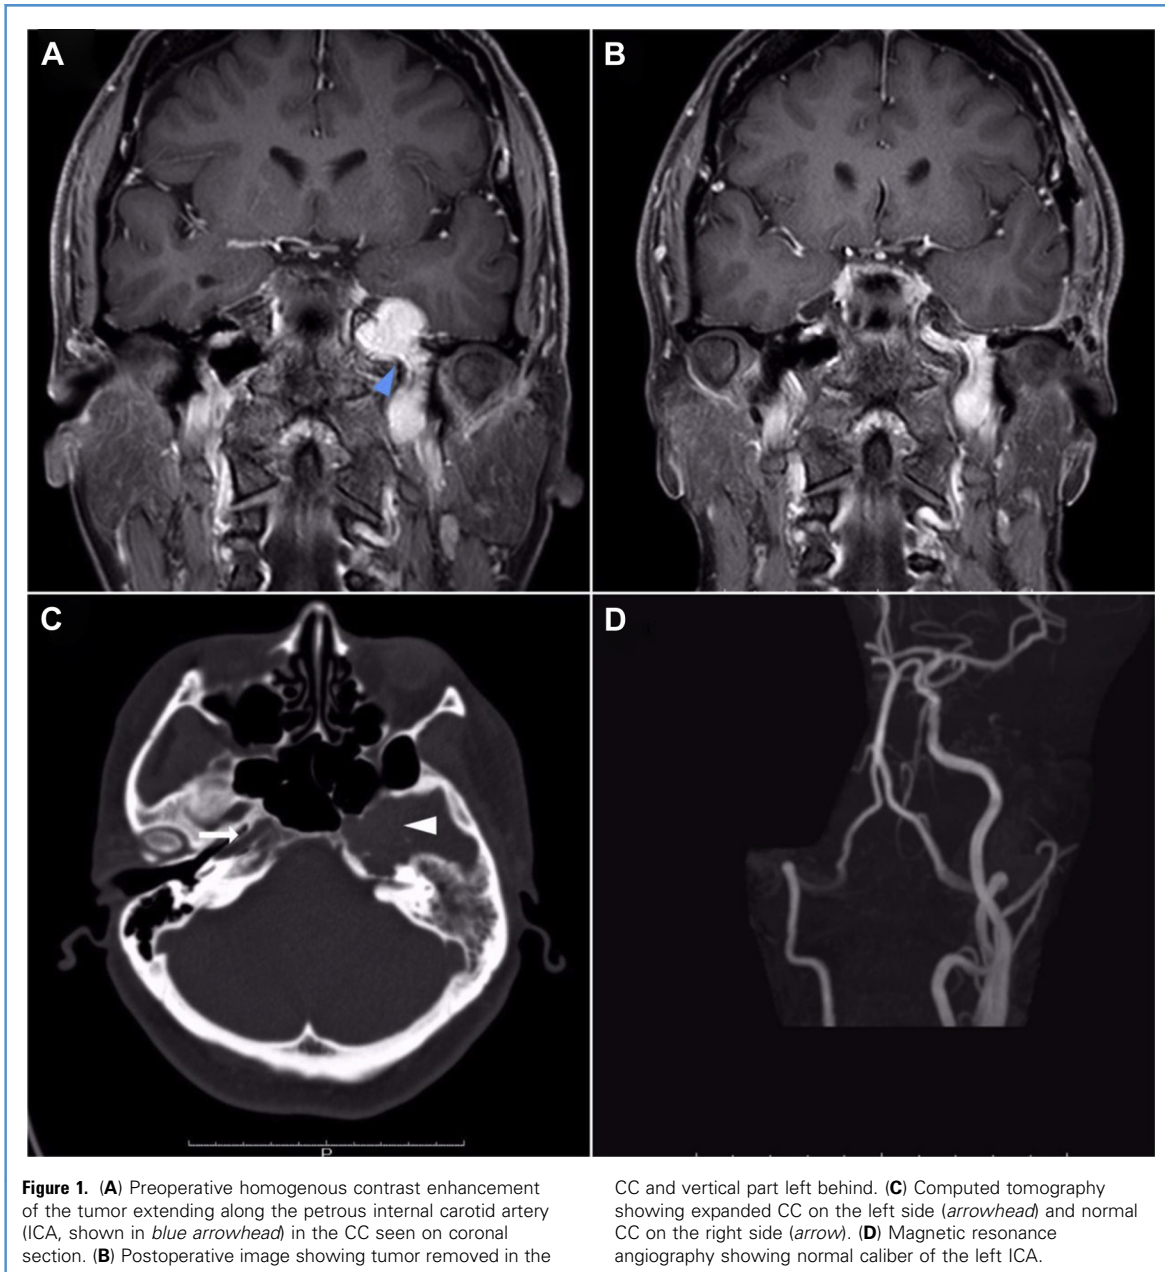 A
B
C
D
P
Figure 1. (A) Preoperative homogenous contrast enhancement
of the tumor extending along the petrous internal carotid artery
(ICA, shown in blue arrowhead) in the CC seen on coronal
section. (B) Postoperative image showing tumor removed in the
CC and vertical part left behind. (C) Computed tomography
showing expanded CC on the left side (arrowhead) and normal
CC on the right side (arrow). (D) Magnetic resonance
angiography showing normal caliber of the left ICA.